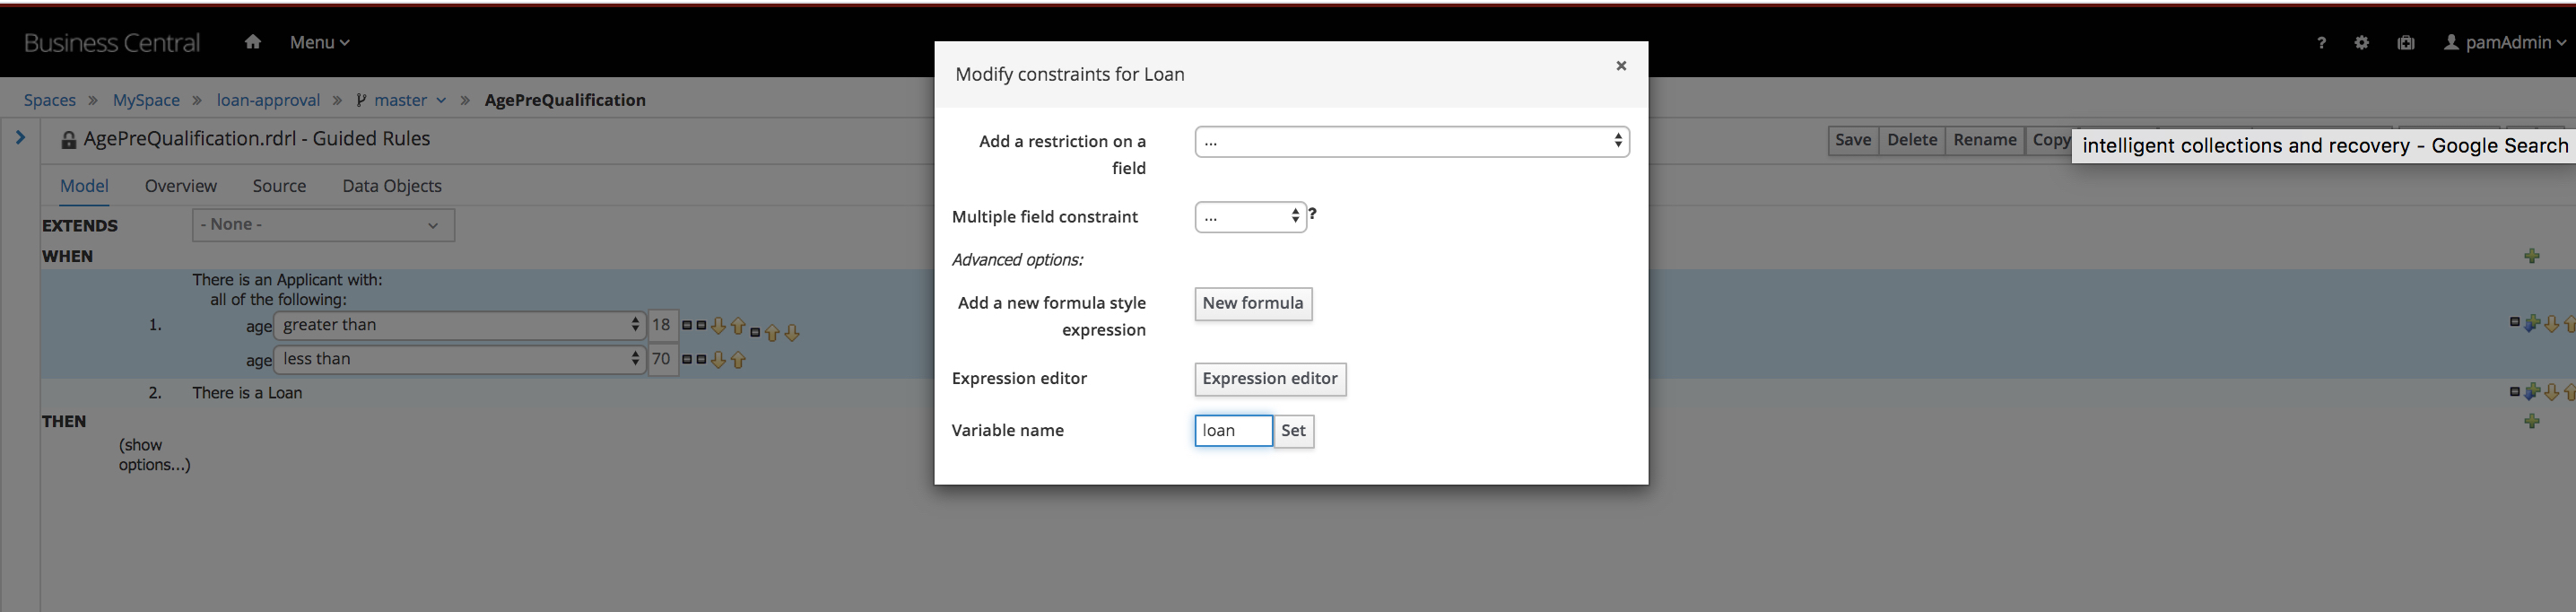 Business Central Menu ? pamAdmin
Modify constraints for Loan ×
Spaces » MySpace » loan-approval » master » AgePreQualification
AgePreQualification.rdrl - Guided Rules
Save Delete Rename Copy
intelligent collections and recovery - Google Search
Model Overview Source Data Objects
EXTENDS - None -
WHEN
There is an Applicant with:
all of the following:
1. age greater than 18
age less than 70
2. There is a Loan
THEN
(show
options...)
Add a restriction on a
field
...
Multiple field constraint ... ?
Advanced options:
Add a new formula style
expression
New formula
Expression editor Expression editor
Variable name loan Set